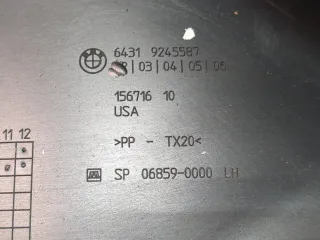 6431 9245587
|03|04|05|06
156716 10
USA
>PP - TX20<
11 12
SP 06859-0000 LH